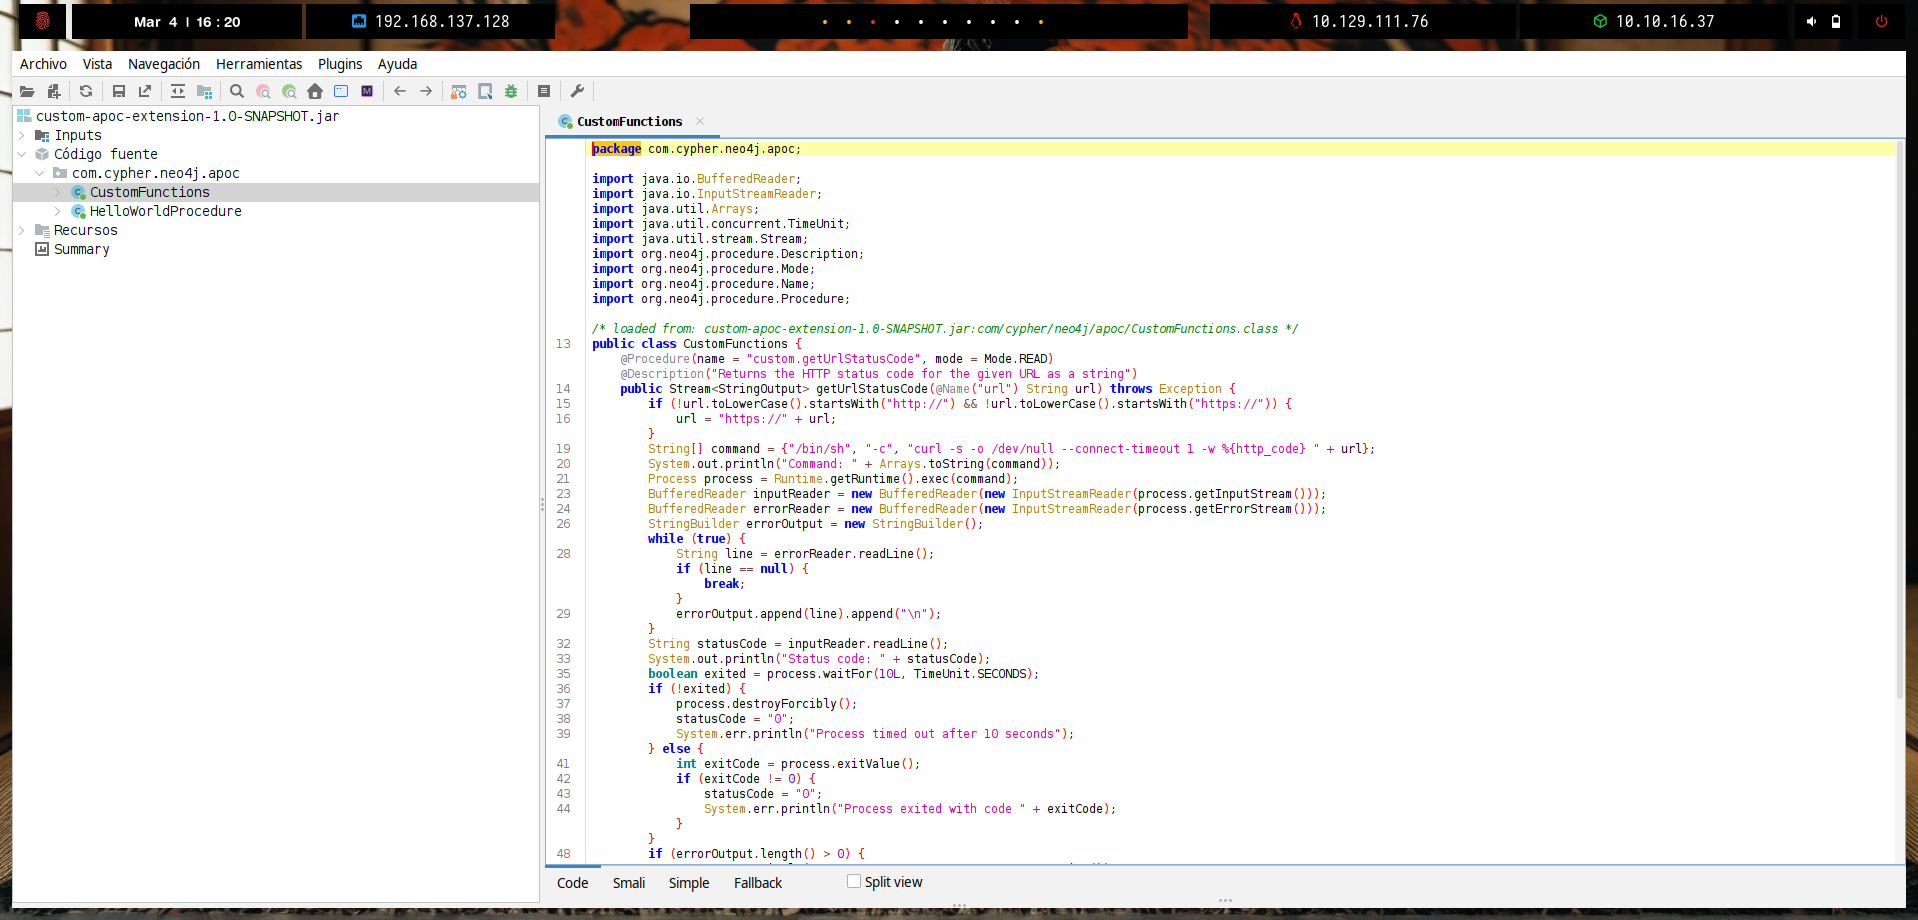 Mar 4 | 16:20
192.168.137.128
10.129.111.76
10.10.16.37
Archivo Vista Navegación Herramientas Plugins Ayuda
custom-apoc-extension-1.0-SNAPSHOT.jar
Inputs
Código fuente
com.cypher.neo4j.apoc
CustomFunctions
HelloWorldProcedure
Recursos
Summary
CustomFunctions
package com.cypher.neo4j.apoc;
import java.io.BufferedReader;
import java.io.InputStreamReader;
import java.util.Arrays;
import java.util.concurrent.TimeUnit;
import java.util.stream.Stream;
import org.neo4j.procedure.Description;
import org.neo4j.procedure.Mode;
import org.neo4j.procedure.Name;
import org.neo4j.procedure.Procedure;
/* loaded from: custom-apoc-extension-1.0-SNAPSHOT.jar:com/cypher/neo4j/apoc/CustomFunctions.class */
13 public class CustomFunctions {
@Procedure(name = "custom.getUrlStatusCode", mode = Mode.READ)
@Description("Returns the HTTP status code for the given URL as a string")
14 public Stream<StringOutput> getUrlStatusCode(@Name("url") String url) throws Exception {
15 if (!url.toLowerCase().startsWith("http://") && !url.toLowerCase().startsWith("https://")) {
16 url = "https://" + url;
}
19 String[] command = {"/bin/sh", "-c", "curl -s -o /dev/null --connect-timeout 1 -w %{http_code} " + url};
20 System.out.println("Command: " + Arrays.toString(command));
21 Process process = Runtime.getRuntime().exec(command);
23 BufferedReader inputReader = new BufferedReader(new InputStreamReader(process.getInputStream()));
24 BufferedReader errorReader = new BufferedReader(new InputStreamReader(process.getErrorStream()));
26 StringBuilder errorOutput = new StringBuilder();
while (true) {
28 String line = errorReader.readLine();
if (line == null) {
break;
}
29 errorOutput.append(line).append("\n");
}
32 String statusCode = inputReader.readLine();
33 System.out.println("Status code: " + statusCode);
35 boolean exited = process.waitFor(10L, TimeUnit.SECONDS);
36 if (!exited) {
37 process.destroyForcibly();
38 statusCode = "0";
39 System.err.println("Process timed out after 10 seconds");
} else {
41 int exitCode = process.exitValue();
42 if (exitCode != 0) {
43 statusCode = "0";
44 System.err.println("Process exited with code " + exitCode);
}
}
48 if (errorOutput.length() > 0) {
Code Smali Simple Fallback Split view